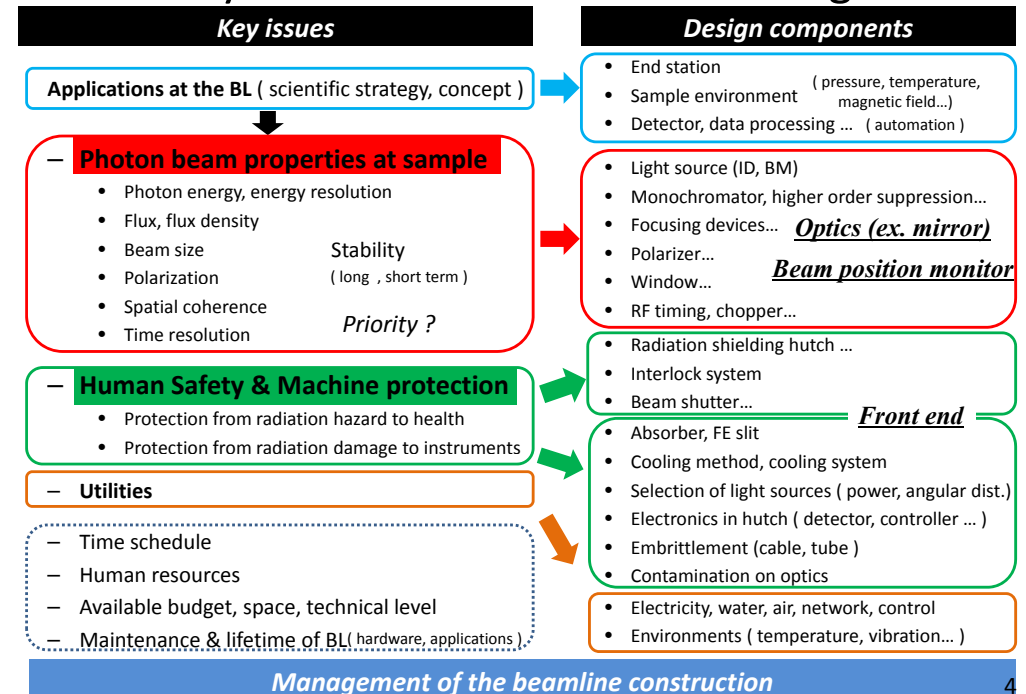 Key issues
Applications at the BL ( scientific strategy, concept )
– Photon beam properties at sample
• Photon energy, energy resolution
• Flux, flux density
• Beam size
• Polarization
• Spatial coherence
• Time resolution
Stability
( long , short term )
Priority ?
– Human Safety & Machine protection
• Protection from radiation hazard to health
• Protection from radiation damage to instruments
– Utilities
– Time schedule
– Human resources
– Available budget, space, technical level
– Maintenance & lifetime of BL( hardware, applications )
Design components
• End station
• Sample environment
( pressure, temperature,
magnetic field…)
• Detector, data processing … ( automation )
• Light source (ID, BM)
• Monochromator, higher order suppression…
• Focusing devices… Optics (ex. mirror)
• Polarizer…
Beam position monitor
• Window…
• RF timing, chopper…
• Radiation shielding hutch …
• Interlock system
• Beam shutter…
Front end
• Absorber, FE slit
• Cooling method, cooling system
• Selection of light sources ( power, angular dist.)
• Electronics in hutch ( detector, controller … )
• Embrittlement (cable, tube )
• Contamination on optics
• Electricity, water, air, network, control
• Environments ( temperature, vibration… )
Management of the beamline construction
4